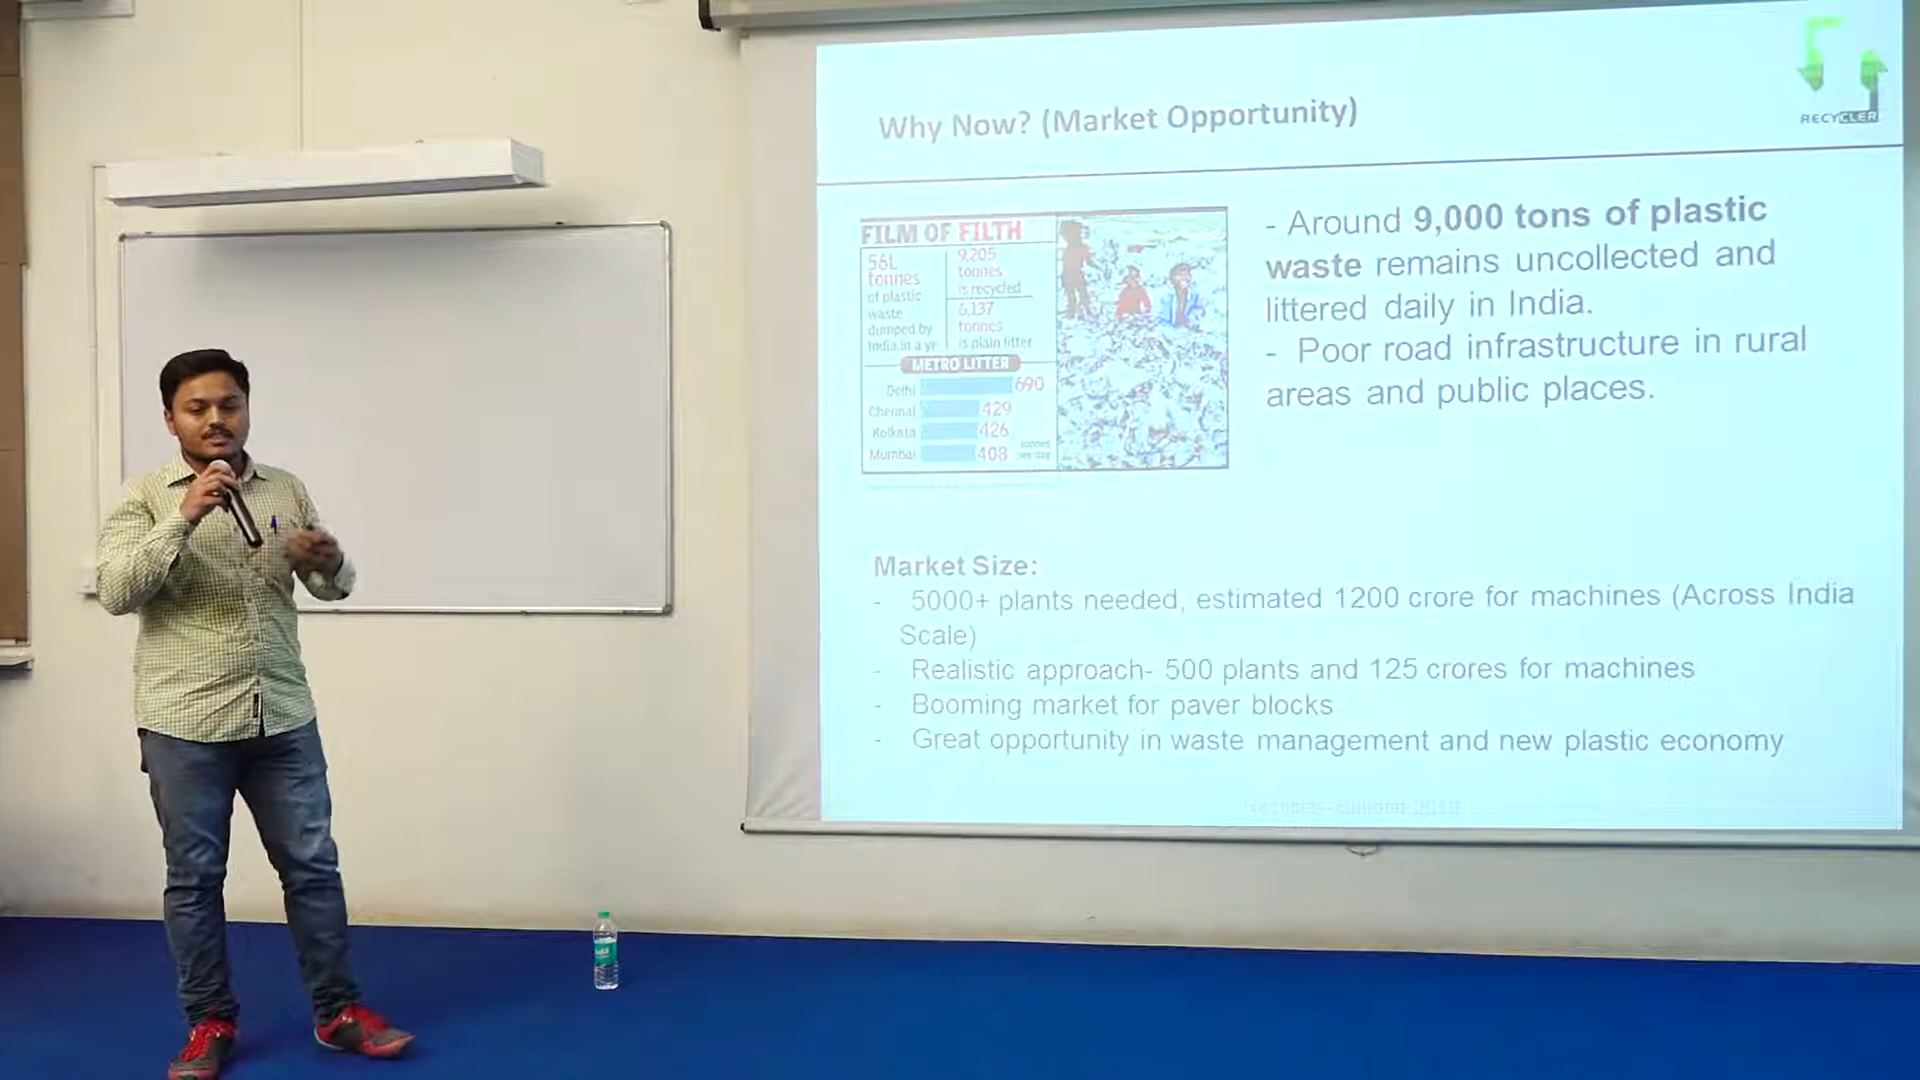 RECYCLER
Why Now? (Market Opportunity)
FILM OF FILTH
56L
tonnes
of plastic
waste
dumped by
India in a yr
9,205
tonnes
is recycled
6,137
tonnes
is plain litter
METRO LITTER
Delhi 690
Chennai 429
Kolkata 426
Mumbai 408
tonnes
per day
- Around 9,000 tons of plastic
waste remains uncollected and
littered daily in India.
- Poor road infrastructure in rural
areas and public places.
Market Size:
- 5000+ plants needed, estimated 1200 crore for machines (Across India
Scale)
- Realistic approach- 500 plants and 125 crores for machines
- Booming market for paver blocks
- Great opportunity in waste management and new plastic economy